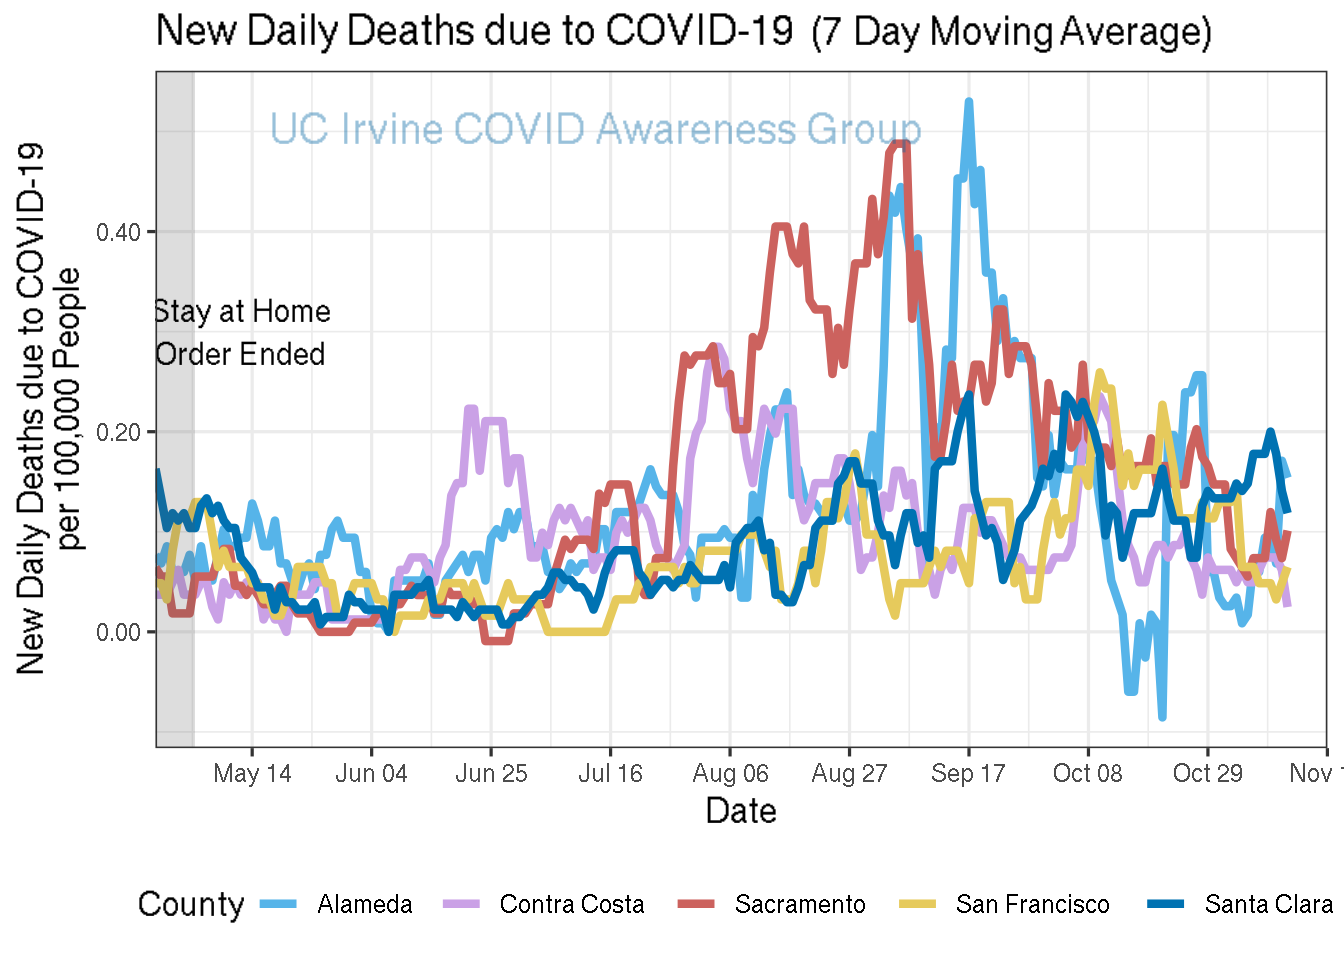 New Daily Deaths due to COVID-19 (7 Day Moving Average)
UC Irvine COVID Awareness Group
New Daily Deaths due to COVID-19
per 100,000 People
0.40
0.20
0.00
Stay at Home
Order Ended
May 14 Jun 04 Jun 25 Jul 16 Aug 06 Aug 27 Sep 17 Oct 08 Oct 29 Nov
Date
County Alameda Contra Costa Sacramento San Francisco Santa Clara